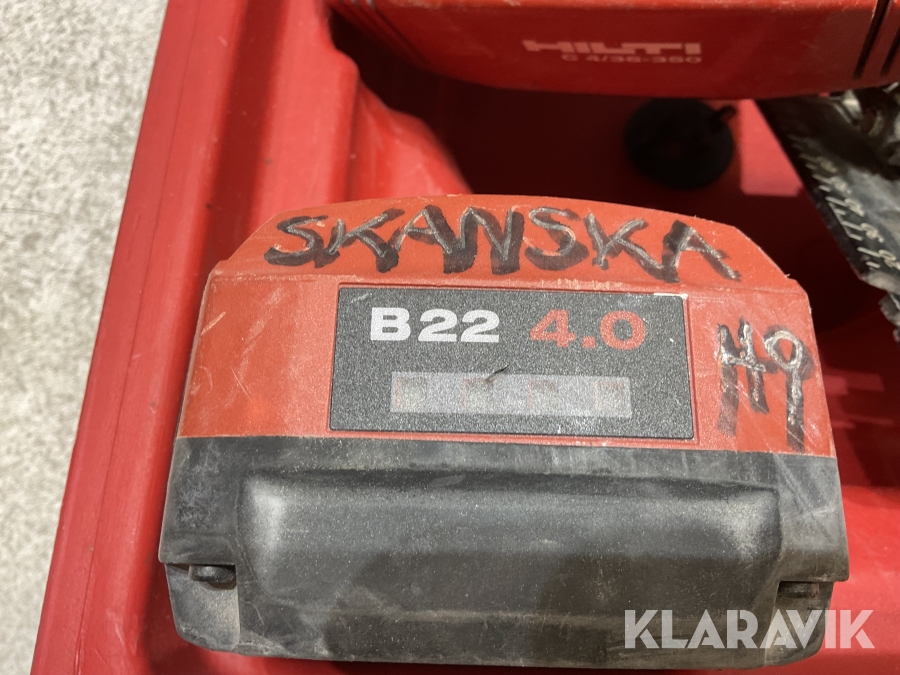 HILTI
C 4/36-350
SKANSKA
B22 4.0
H9
KLARAVIK